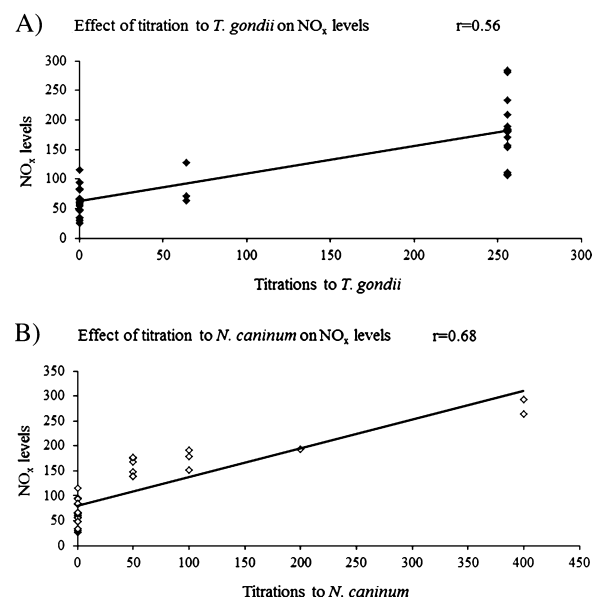 A) Effect of titration to T. gondii on NOx levels r=0.56
300
250
200
150
100
50
0
NOx levels
0 50 100 150 200 250 300
Titrations to T. gondii
B) Effect of titration to N. caninum on NOx levels r=0.68
350
300
250
200
150
100
50
0
NOx levels
0 50 100 150 200 250 300 350 400 450
Titrations to N. caninum